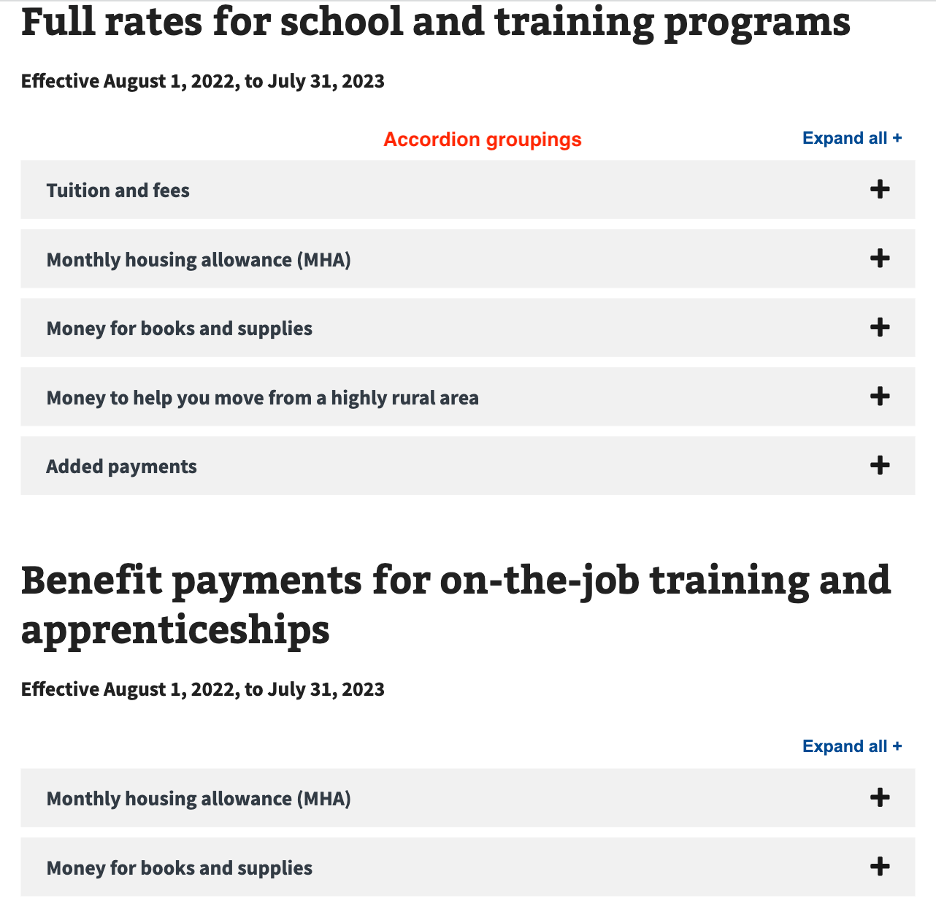 Full rates for school and training programs
Effective August 1, 2022, to July 31, 2023
Accordion groupings
Expand all +
Tuition and fees
Monthly housing allowance (MHA)
Money for books and supplies
Money to help you move from a highly rural area
Added payments
Benefit payments for on-the-job training and
apprenticeships
Effective August 1, 2022, to July 31, 2023
Expand all +
Monthly housing allowance (MHA)
Money for books and supplies